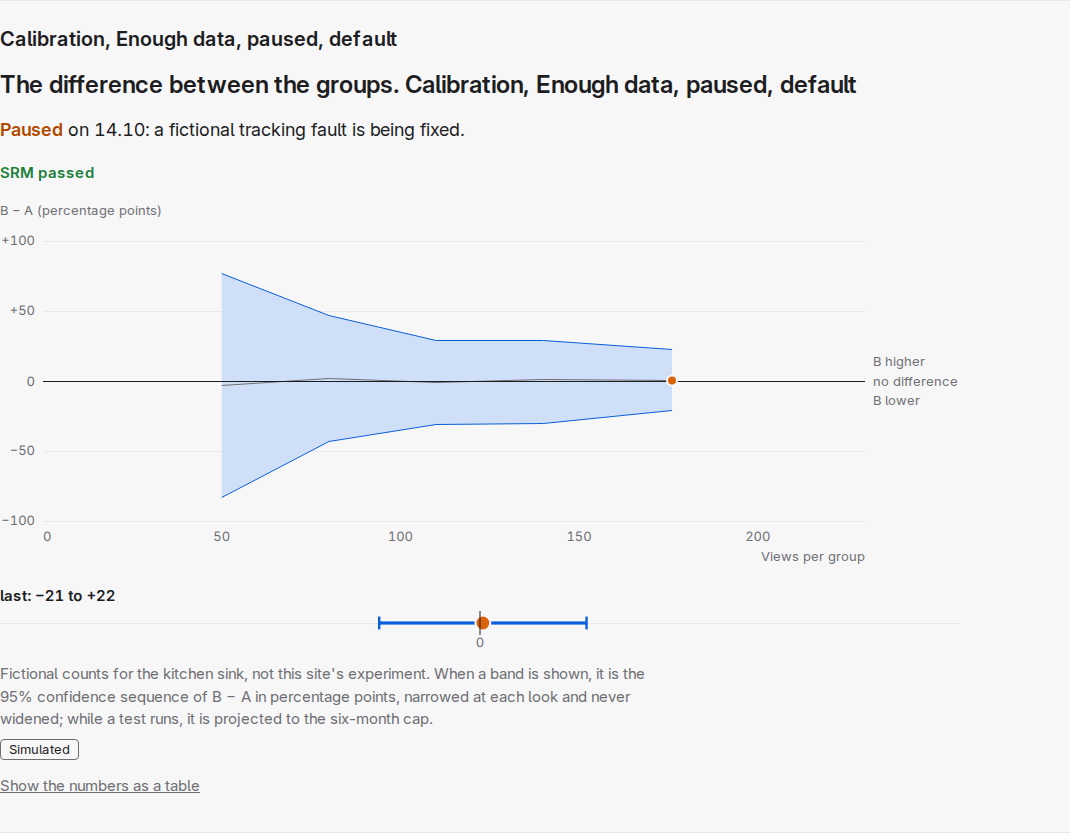 Calibration, Enough data, paused, default
The difference between the groups. Calibration, Enough data, paused, default
Paused on 14.10: a fictional tracking fault is being fixed.
SRM passed
B − A (percentage points)
+100
+50
0
−50
−100
B higher
no difference
B lower
0 50 100 150 200
Views per group
last: −21 to +22
0
Fictional counts for the kitchen sink, not this site's experiment. When a band is shown, it is the
95% confidence sequence of B − A in percentage points, narrowed at each look and never
widened; while a test runs, it is projected to the six-month cap.
Simulated
Show the numbers as a table